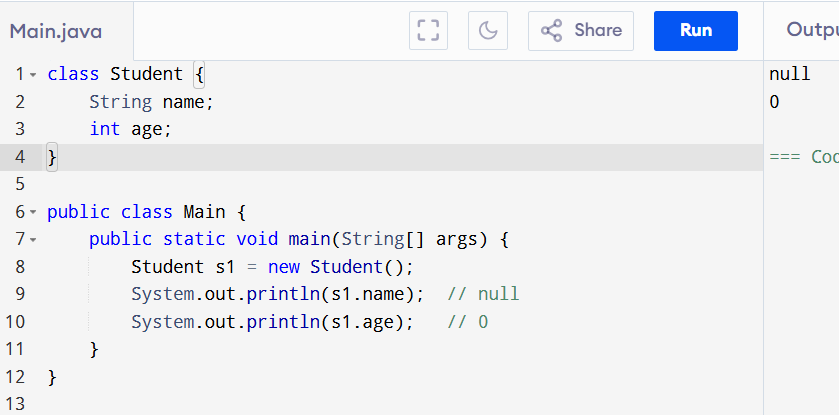 Main.java Share Run Outpu
1 class Student { null
2     String name; 0
3     int age;
4 } === Coo
5
6 public class Main {
7     public static void main(String[] args) {
8         Student s1 = new Student();
9         System.out.println(s1.name);  // null
10         System.out.println(s1.age);   // 0
11     }
12 }
13